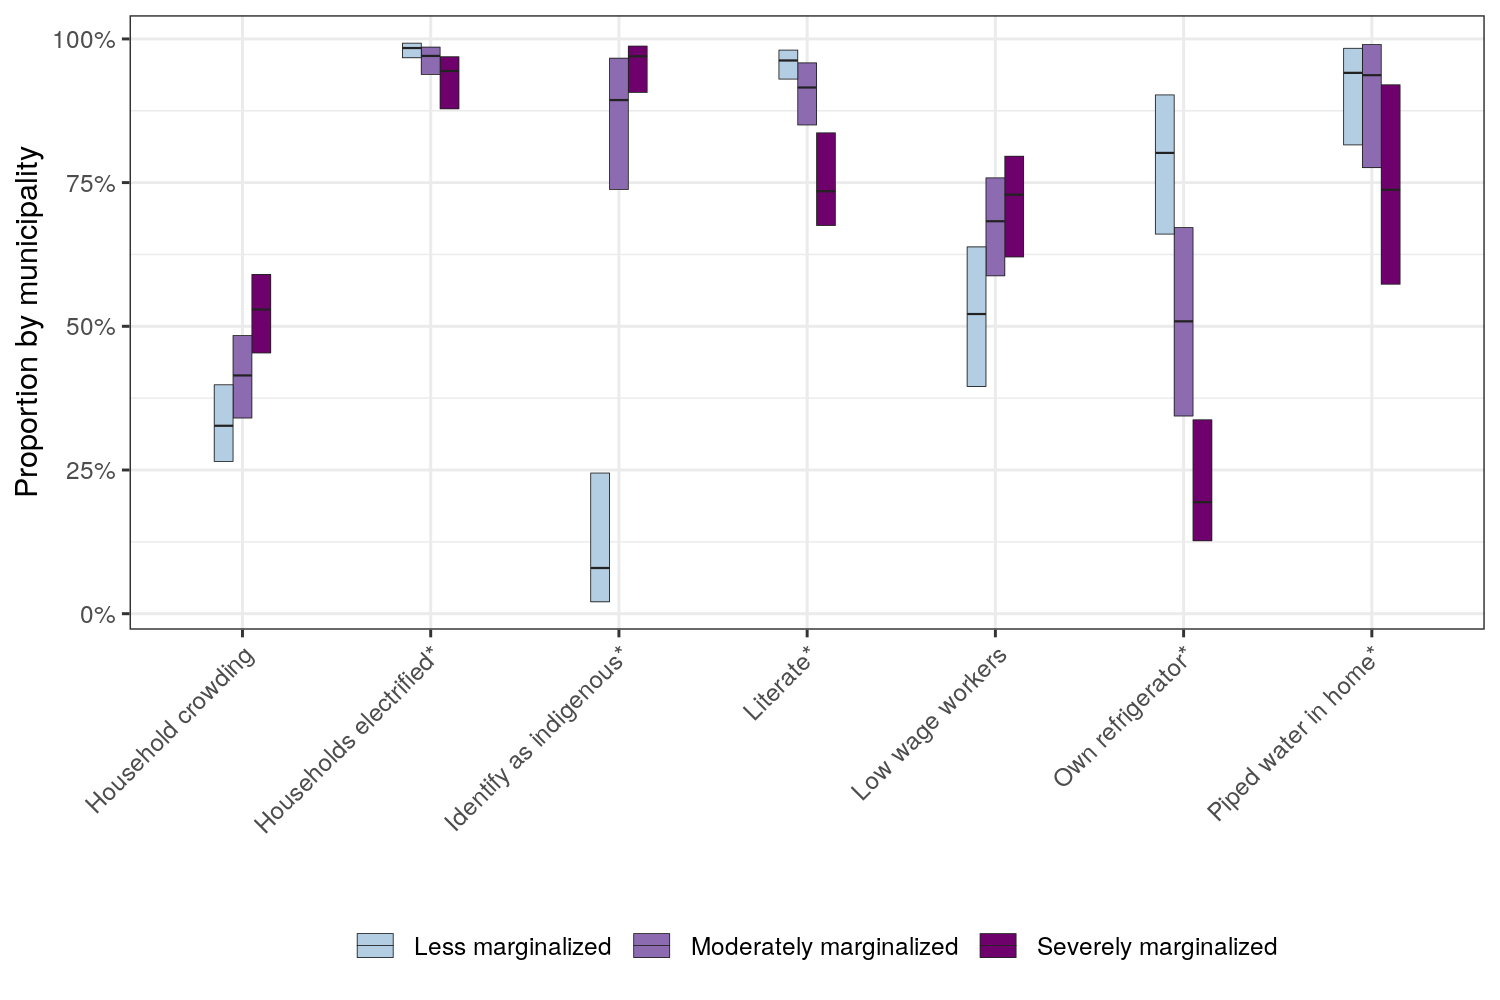 Proportion by municipality
100%
75%
50%
25%
0%
Household crowding
Households electrified*
Identify as indigenous*
Literate*
Low wage workers
Own refrigerator*
Piped water in home*
Less marginalized
Moderately marginalized
Severely marginalized